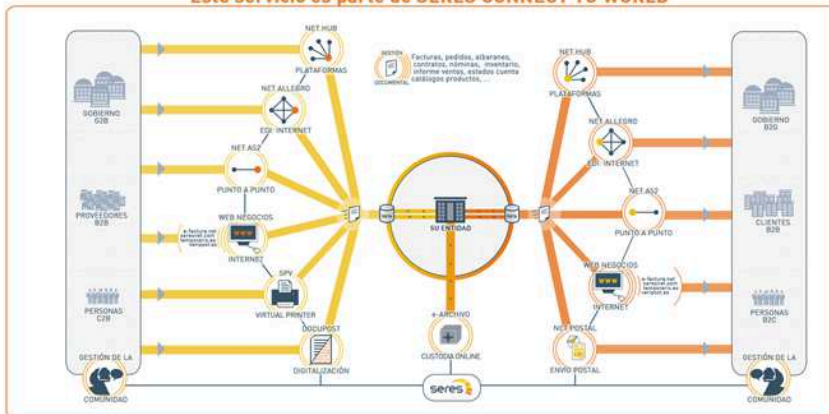 Este servicio es parte de SERES CONNECT TO WORLD
NET.HUB
PLATAFORMAS
NET.ALLEGRO
EDI. INTERNET
NET.AS2
PUNTO A PUNTO
WEB NEGOCIOS
e-factura.net
INTERNET
SPV
VIRTUAL PRINTER
DOCUPOST
DIGITALIZACIÓN
GOBIERNO
G2B
PROVEEDORES
B2B
PERSONAS
C2B
GESTIÓN DE LA
COMUNIDAD
GESTIÓN
DOCUMENTAL
Facturas, pedidos, albaranes,
contratos, nóminas, inventario,
informe ventas, estados cuenta
catálogos productos, ...
SU ENTIDAD
e-ARCHIVO
CUSTODIA ONLINE
seres
NET.HUB
PLATAFORMAS
NET.ALLEGRO
EDI. INTERNET
NET.AS2
PUNTO A PUNTO
WEB NEGOCIOS
e-factura.net
INTERNET
NET.POSTAL
ENVÍO POSTAL
GOBIERNO
B2G
CLIENTES
B2B
PERSONAS
B2C
GESTIÓN DE LA
COMUNIDAD